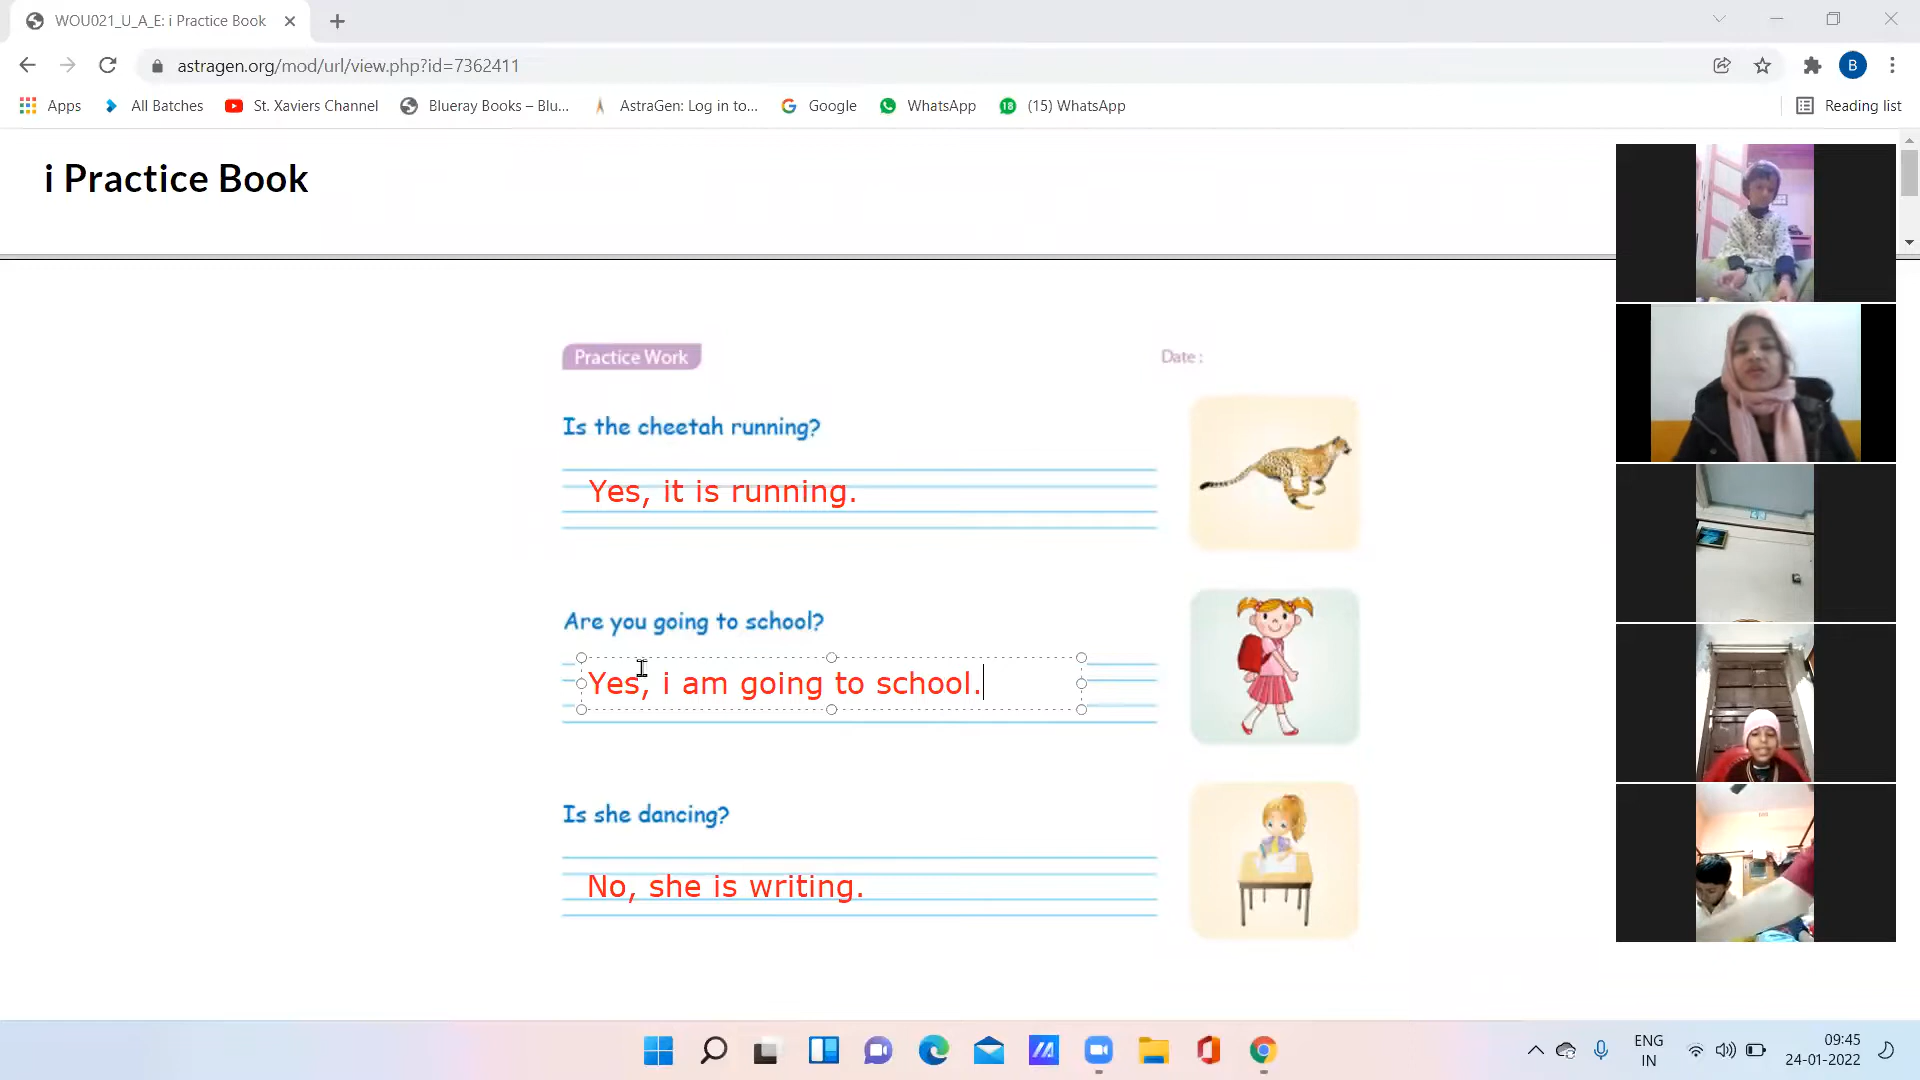 WOU021_U_A_E: i Practice Book
astragen.org/mod/url/view.php?id=7362411
B
Apps All Batches St. Xaviers Channel Blueray Books – Blu... AstraGen: Log in to... Google WhatsApp 18 (15) WhatsApp Reading list
i Practice Book
Practice Work Date :
Is the cheetah running?
Yes, it is running.
Are you going to school?
Yes, i am going to school.
Is she dancing?
No, she is writing.
ENG 09:45
IN 24-01-2022